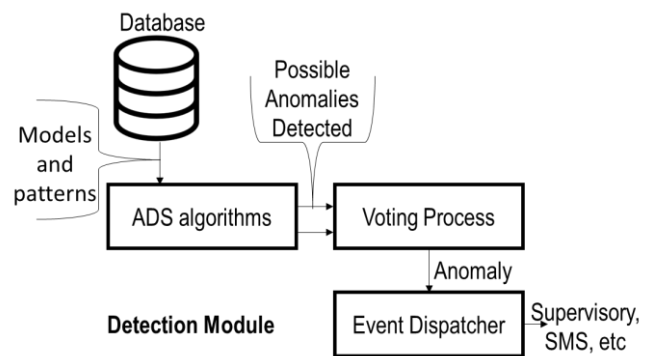 Database
Possible
Anomalies
Detected
Models
and
patterns
ADS algorithms
Voting Process
Anomaly
Detection Module
Event Dispatcher
Supervisory,
SMS, etc